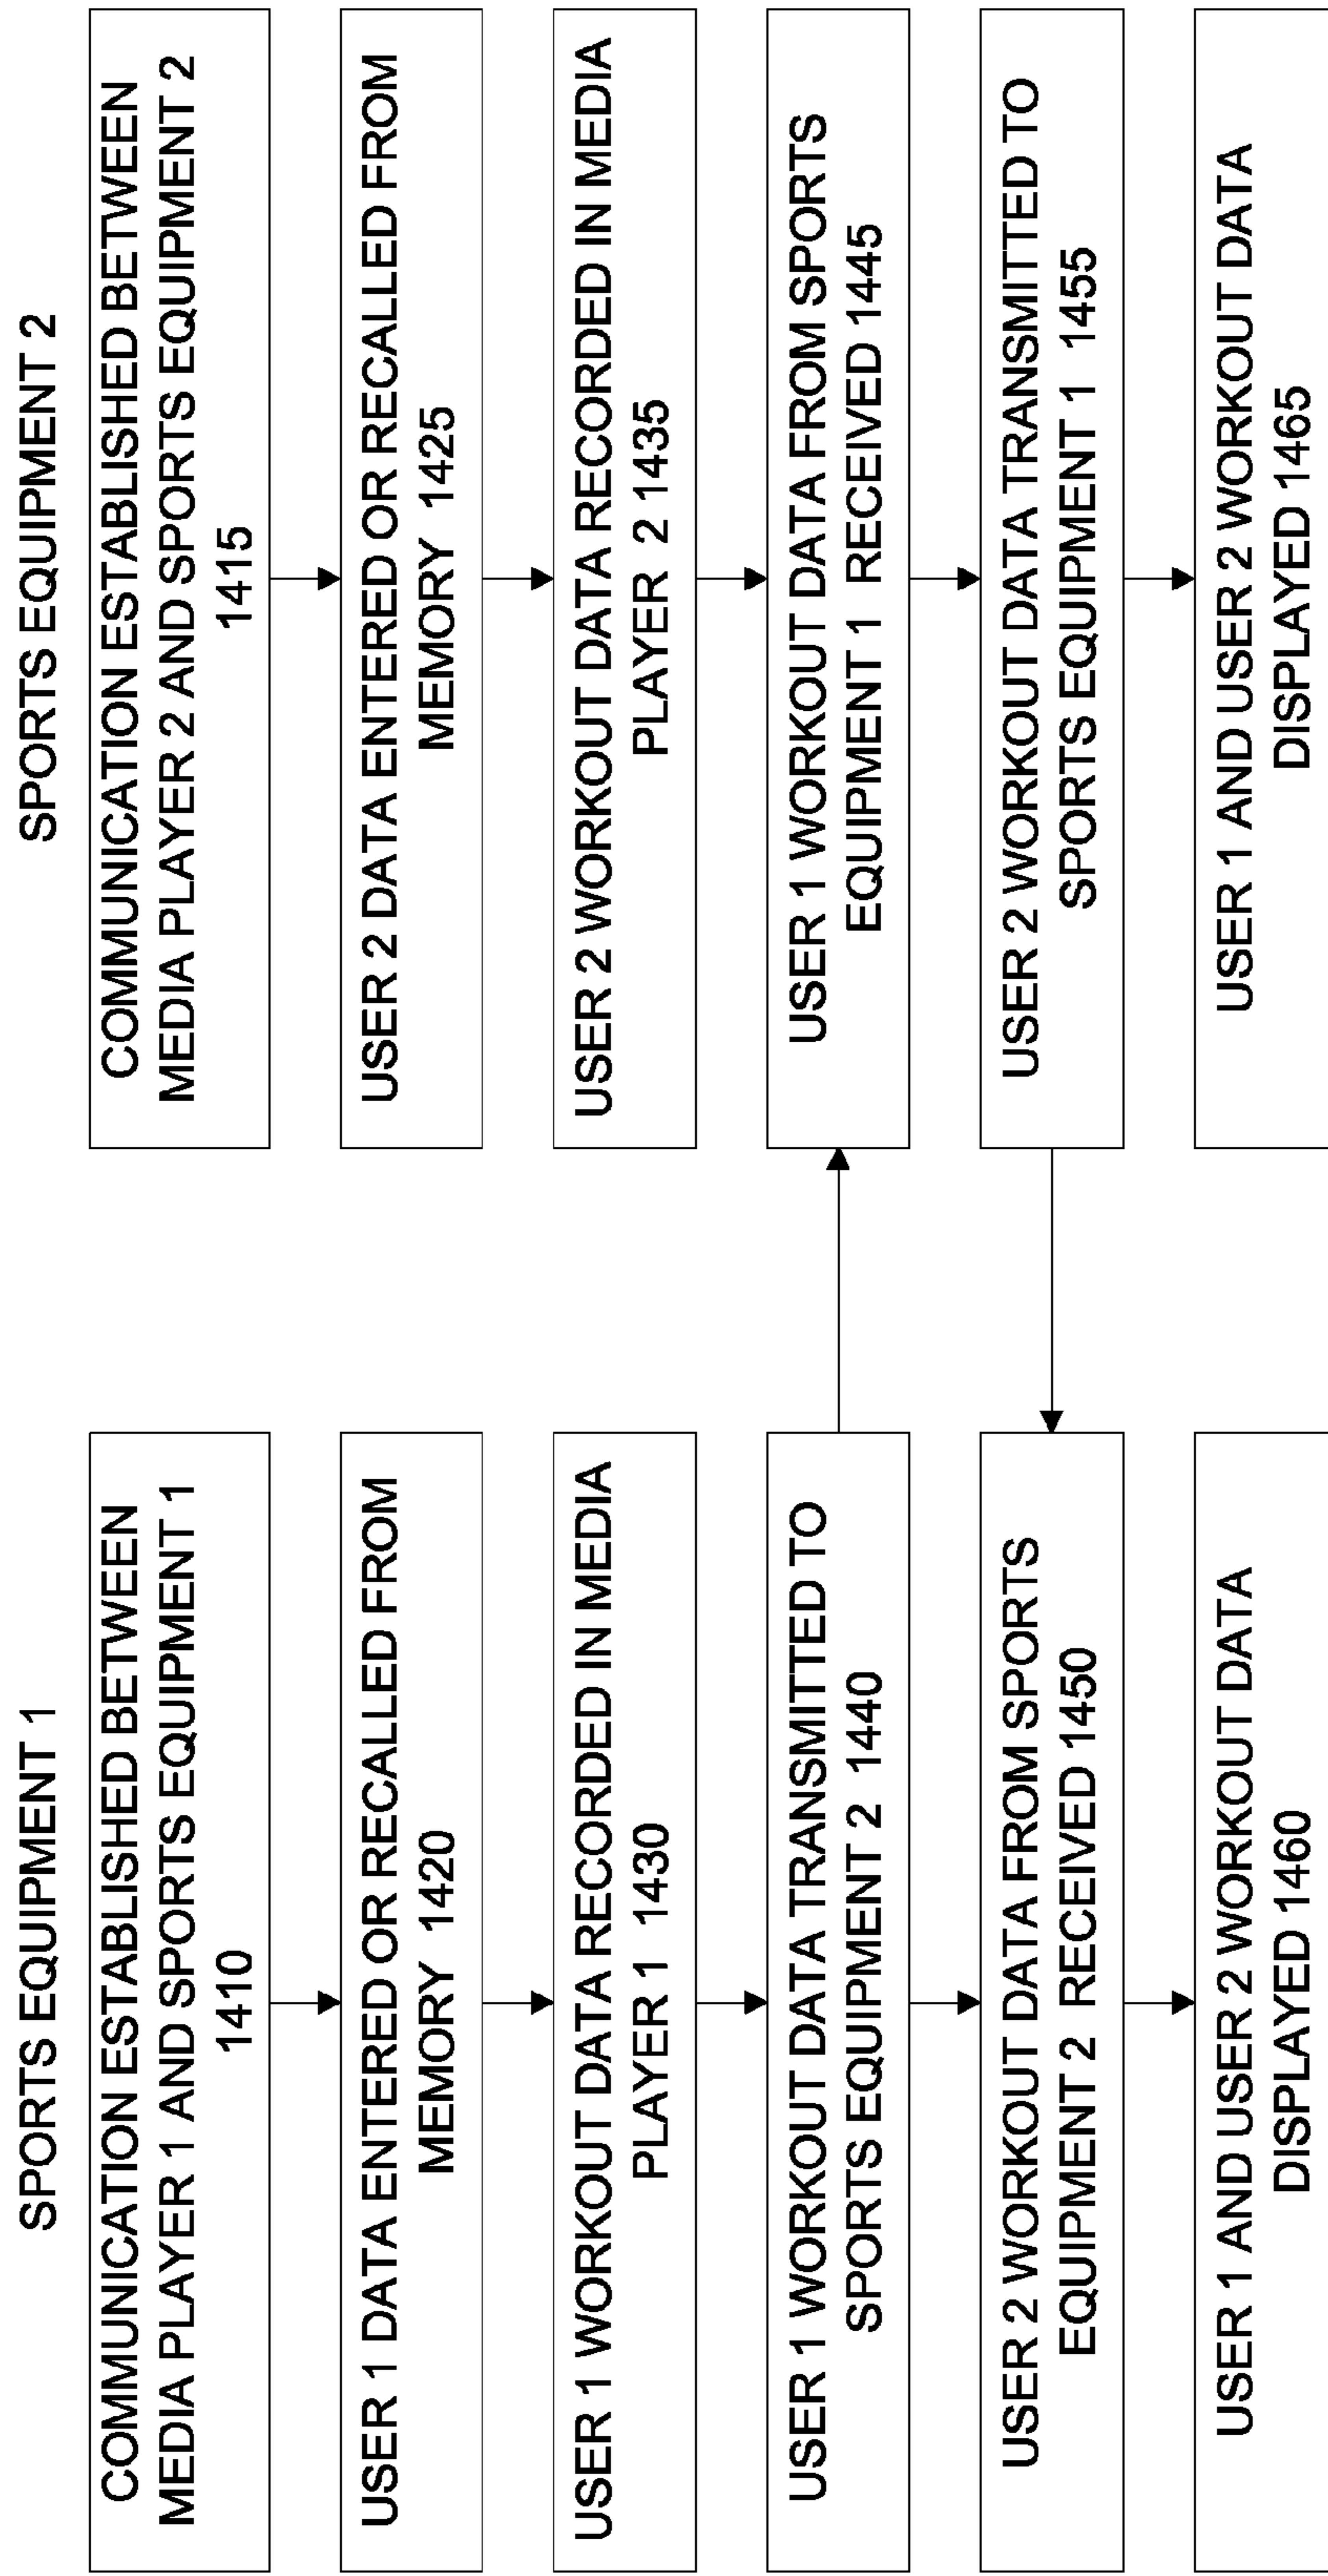 SPORTS EQUIPMENT 1
COMMUNICATION ESTABLISHED BETWEEN
MEDIA PLAYER 1 AND SPORTS EQUIPMENT 1
1410
USER 1 DATA ENTERED OR RECALLED FROM
MEMORY 1420
USER 1 WORKOUT DATA RECORDED IN MEDIA
PLAYER 1 1430
USER 1 WORKOUT DATA TRANSMITTED TO
SPORTS EQUIPMENT 2 1440
USER 2 WORKOUT DATA FROM SPORTS
EQUIPMENT 2 RECEIVED 1450
USER 1 AND USER 2 WORKOUT DATA
DISPLAYED 1460
SPORTS EQUIPMENT 2
COMMUNICATION ESTABLISHED BETWEEN
MEDIA PLAYER 2 AND SPORTS EQUIPMENT 2
1415
USER 2 DATA ENTERED OR RECALLED FROM
MEMORY 1425
USER 2 WORKOUT DATA RECORDED IN MEDIA
PLAYER 2 1435
USER 1 WORKOUT DATA FROM SPORTS
EQUIPMENT 1 RECEIVED 1445
USER 2 WORKOUT DATA TRANSMITTED TO
SPORTS EQUIPMENT 1 1455
USER 1 AND USER 2 WORKOUT DATA
DISPLAYED 1465